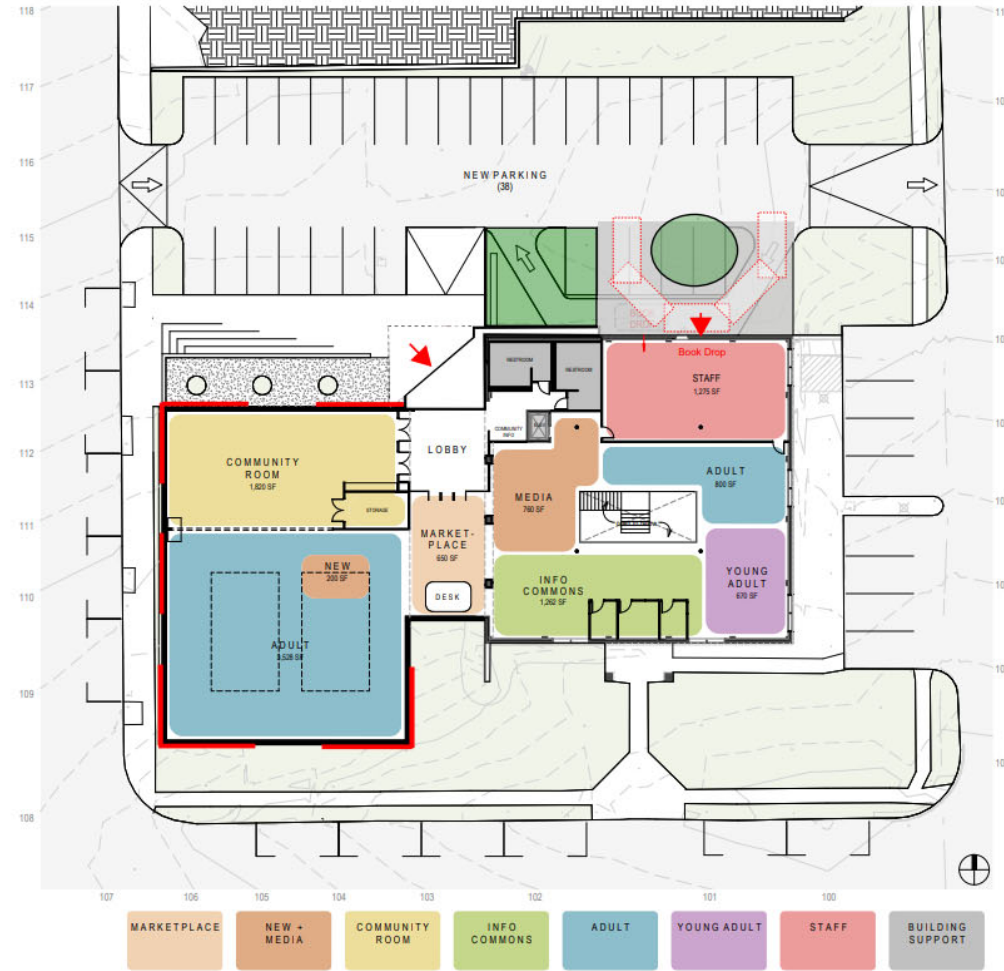 118
117
116
115
114
113
112
111
110
109
108
107
106
105
104
103
102
101
100
NEW PARKING
(38)
Book Drop
RESTROOM
RESTROOM
STAFF
1,275 SF
COMMUNITY
INFO
LOBBY
COMMUNITY
ROOM
1,820 SF
STORAGE
MEDIA
760 SF
ADULT
800 SF
MARKET-
PLACE
650 SF
DESK
NEW
200 SF
INFO
COMMONS
1,262 SF
YOUNG
ADULT
670 SF
ADULT
MARKETPLACE
NEW +
MEDIA
COMMUNITY
ROOM
INFO
COMMONS
ADULT
YOUNG ADULT
STAFF
BUILDING
SUPPORT